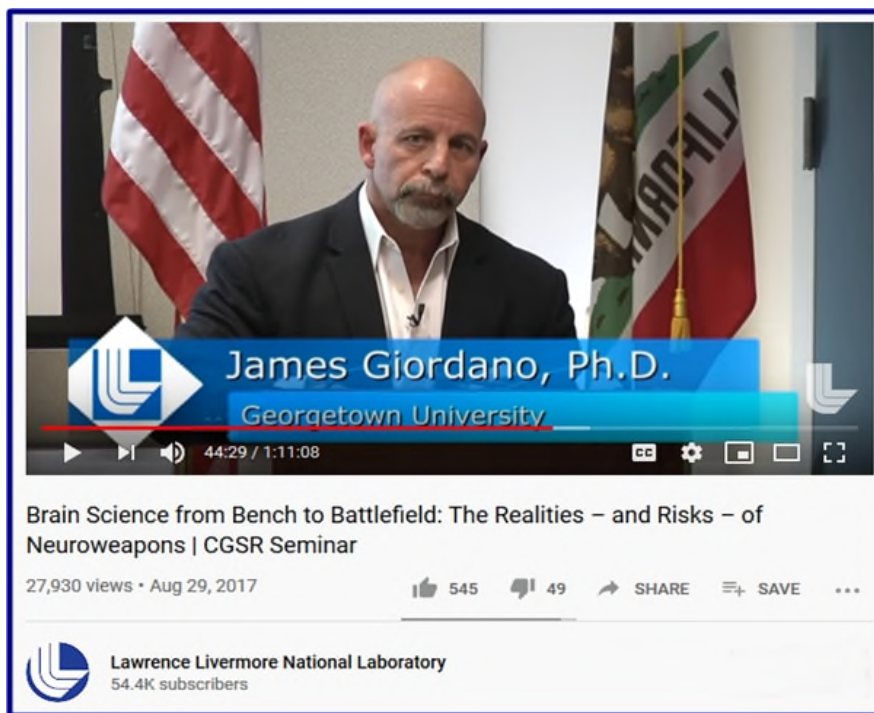 CALIFORNIA
James Giordano, Ph.D.
Georgetown University
44:29 / 1:11:08
CC
Brain Science from Bench to Battlefield: The Realities – and Risks – of
Neuroweapons | CGSR Seminar
27,930 views • Aug 29, 2017
545
49
SHARE
SAVE
Lawrence Livermore National Laboratory
54.4K subscribers